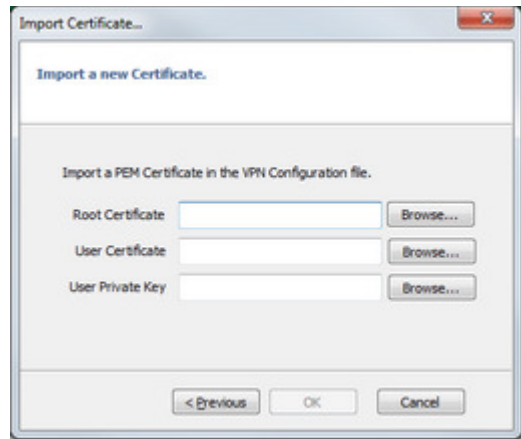 Import Certificate...
Import a new Certificate.
Import a PEM Certificate in the VPN Configuration file.
Root Certificate Browse...
User Certificate Browse...
User Private Key Browse...
< Previous OK Cancel